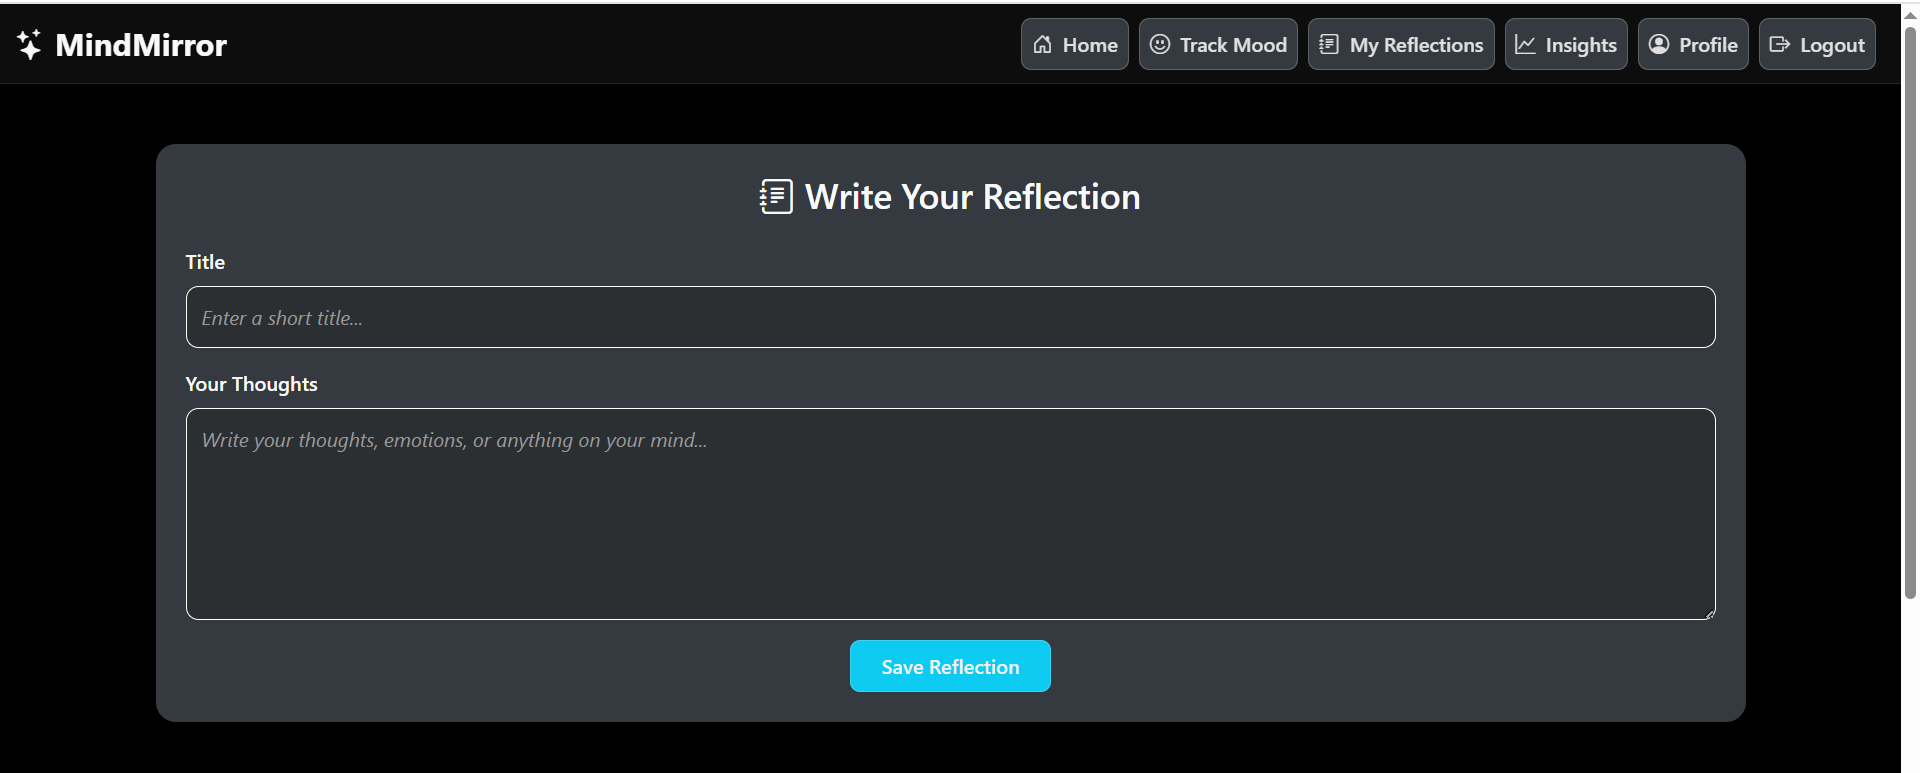 MindMirror Home Track Mood My Reflections Insights Profile Logout
Write Your Reflection
Title
Enter a short title...
Your Thoughts
Write your thoughts, emotions, or anything on your mind...
Save Reflection